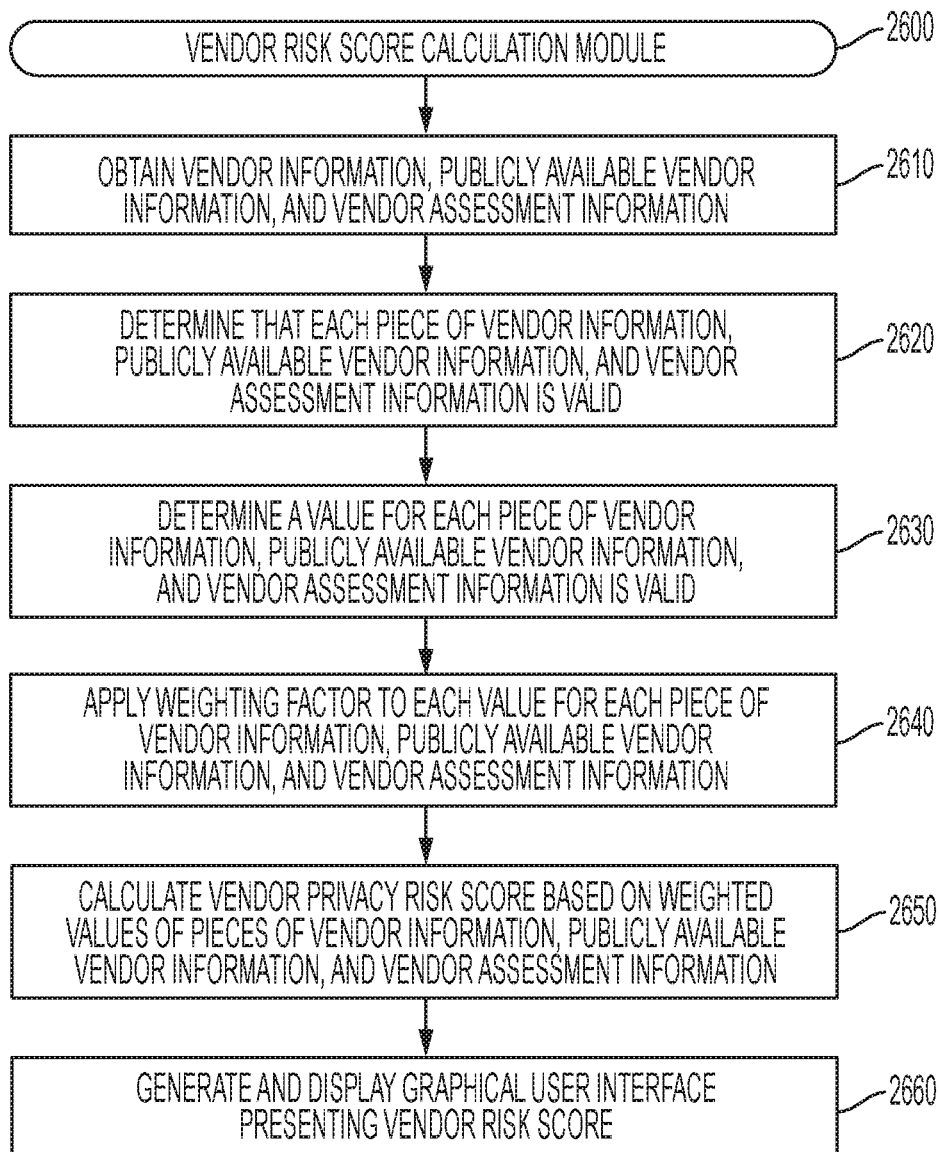 VENDOR RISK SCORE CALCULATION MODULE
2600
OBTAIN VENDOR INFORMATION, PUBLICLY AVAILABLE VENDOR
INFORMATION, AND VENDOR ASSESSMENT INFORMATION
2610
DETERMINE THAT EACH PIECE OF VENDOR INFORMATION,
PUBLICLY AVAILABLE VENDOR INFORMATION, AND VENDOR
ASSESSMENT INFORMATION IS VALID
2620
DETERMINE A VALUE FOR EACH PIECE OF VENDOR
INFORMATION, PUBLICLY AVAILABLE VENDOR INFORMATION,
AND VENDOR ASSESSMENT INFORMATION IS VALID
2630
APPLY WEIGHTING FACTOR TO EACH VALUE FOR EACH PIECE OF
VENDOR INFORMATION, PUBLICLY AVAILABLE VENDOR
INFORMATION, AND VENDOR ASSESSMENT INFORMATION
2640
CALCULATE VENDOR PRIVACY RISK SCORE BASED ON WEIGHTED
VALUES OF PIECES OF VENDOR INFORMATION, PUBLICLY AVAILABLE
VENDOR INFORMATION, AND VENDOR ASSESSMENT INFORMATION
2650
GENERATE AND DISPLAY GRAPHICAL USER INTERFACE
PRESENTING VENDOR RISK SCORE
2660